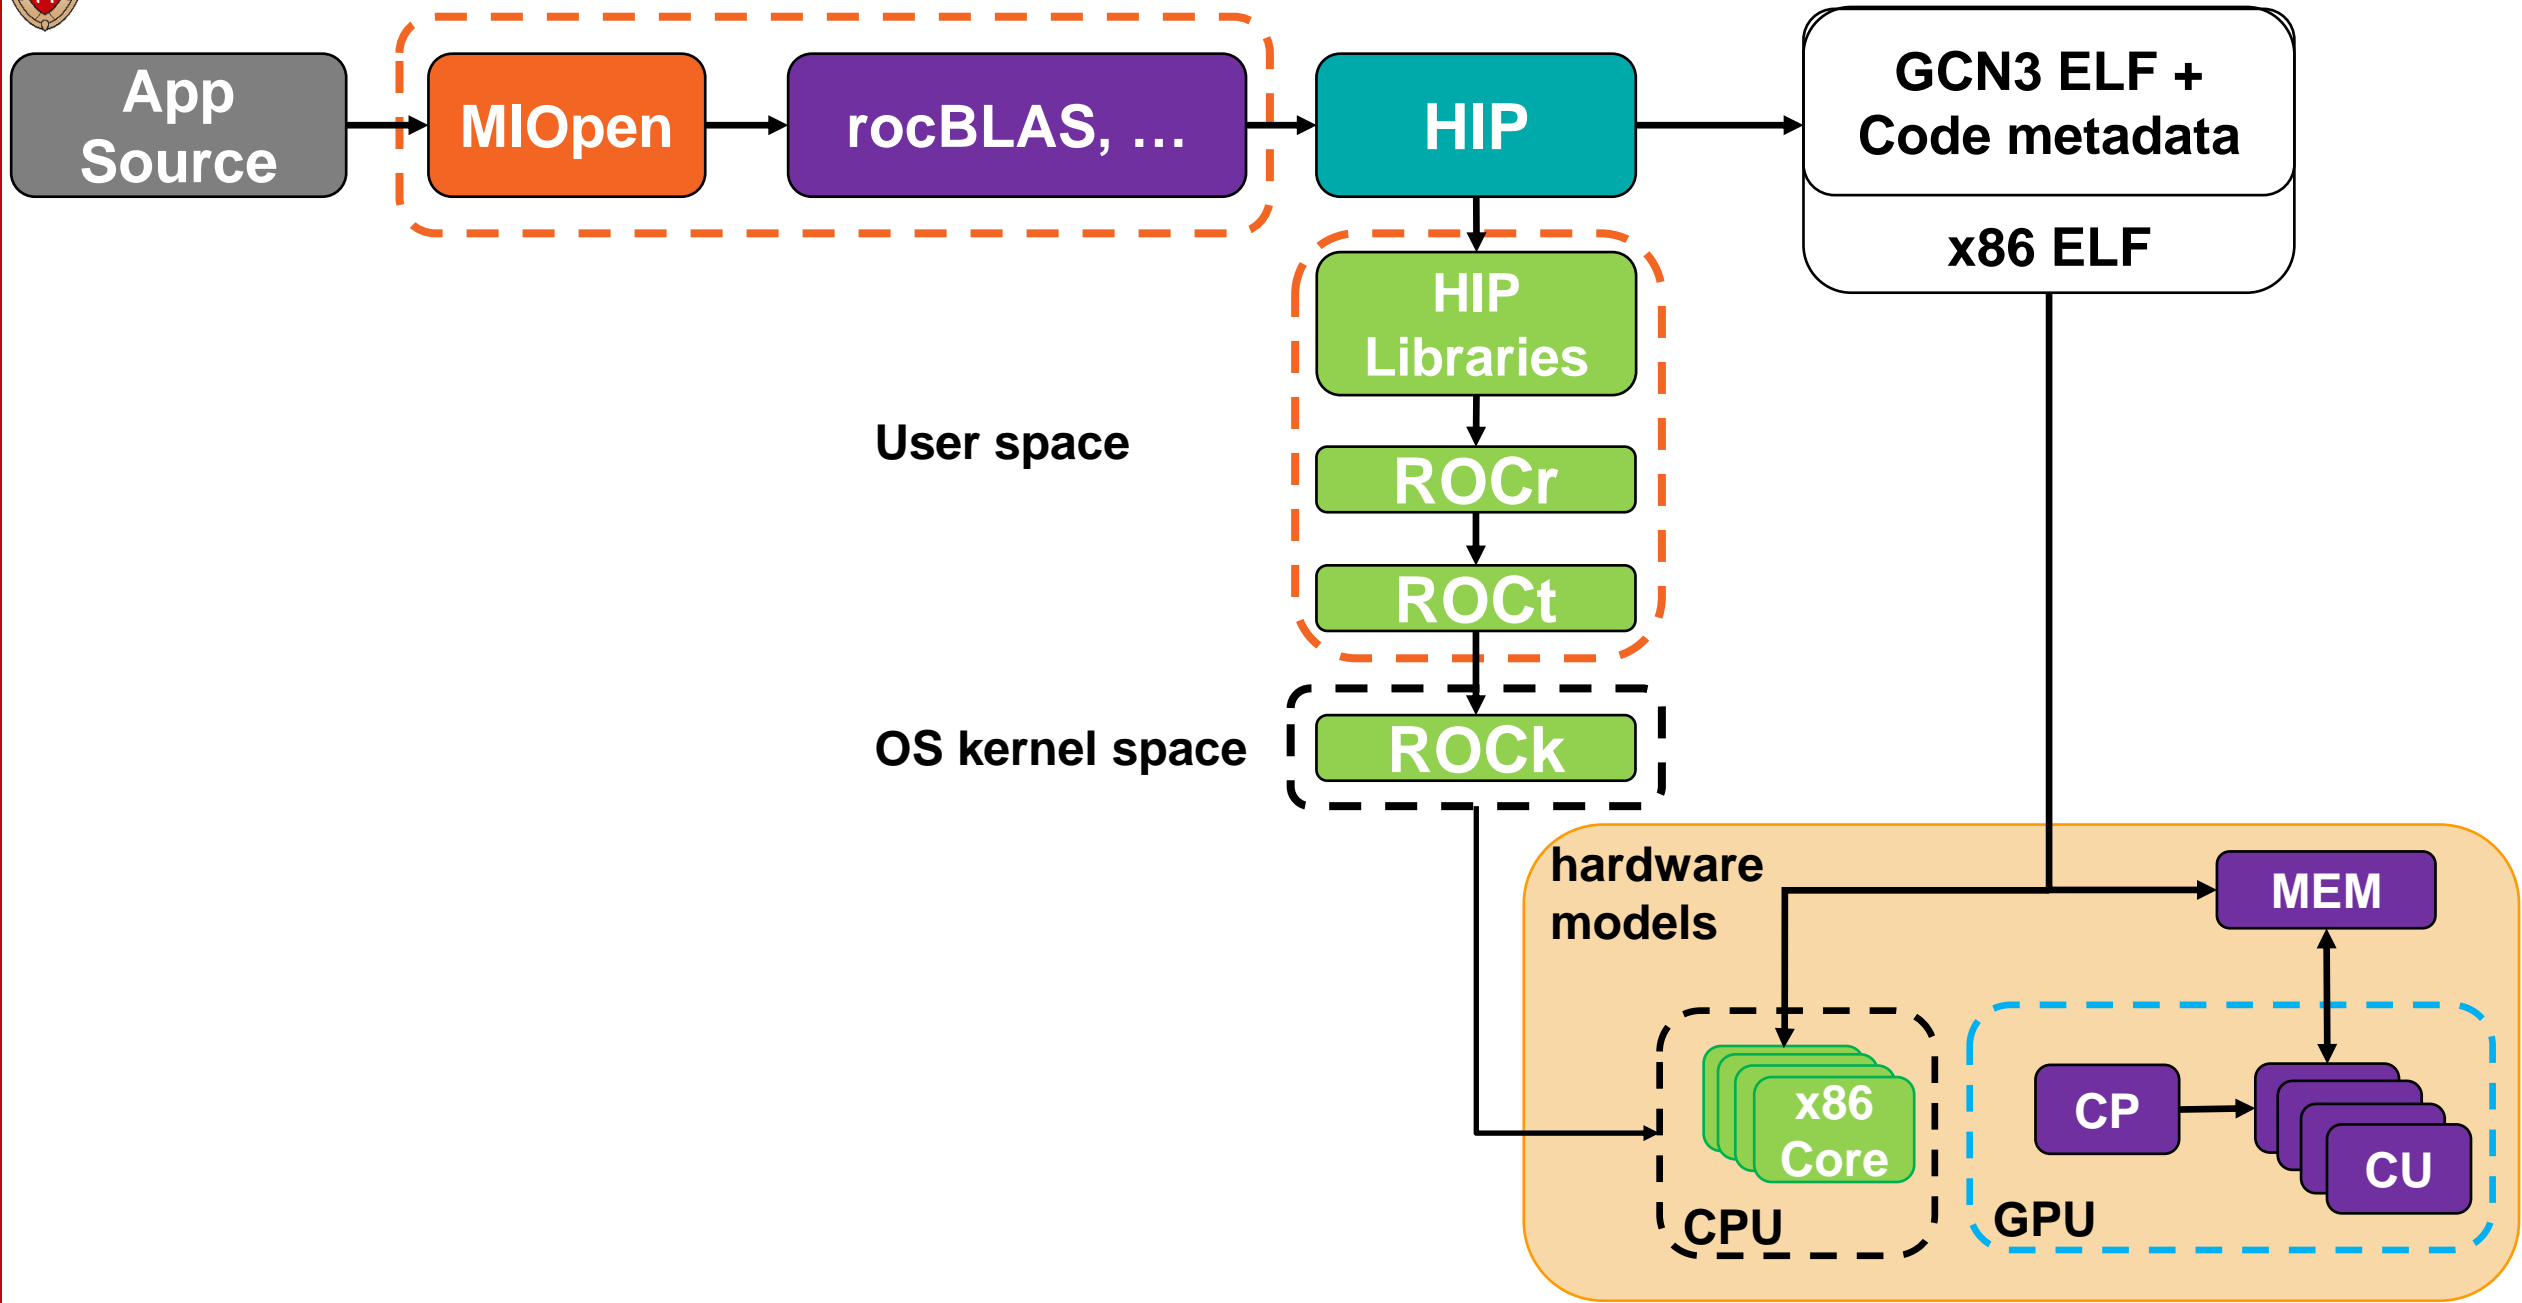 App
Source
MIOpen
rocBLAS, …
HIP
GCN3 ELF +
Code metadata
x86 ELF
HIP
Libraries
User space
ROCr
ROCt
OS kernel space
ROCk
hardware
models
MEM
x86
Core
CPU
CP
CU
GPU